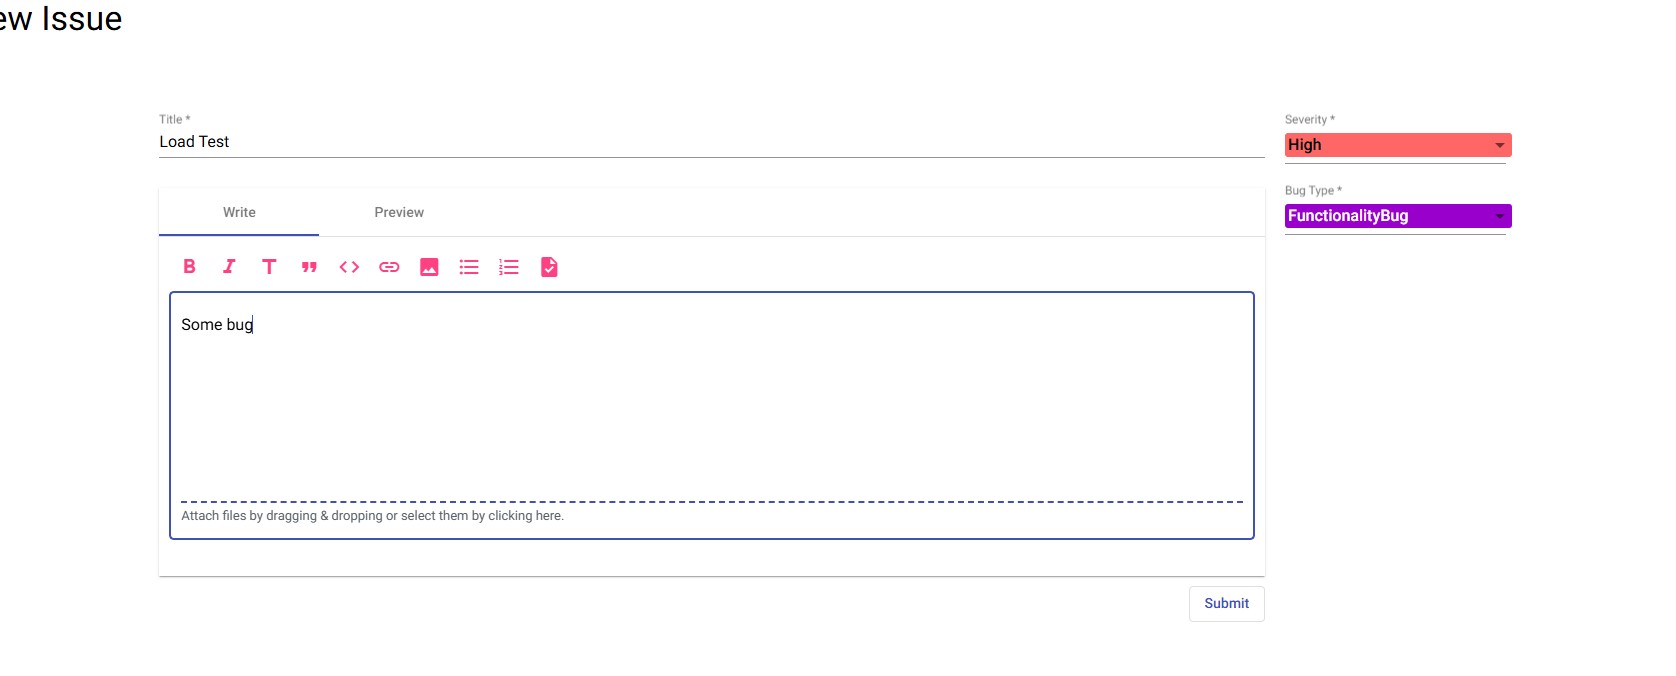 ew Issue
Title *
Load Test
Severity *
High
Bug Type *
FunctionalityBug
Write Preview
Some bug
Attach files by dragging & dropping or select them by clicking here.
Submit